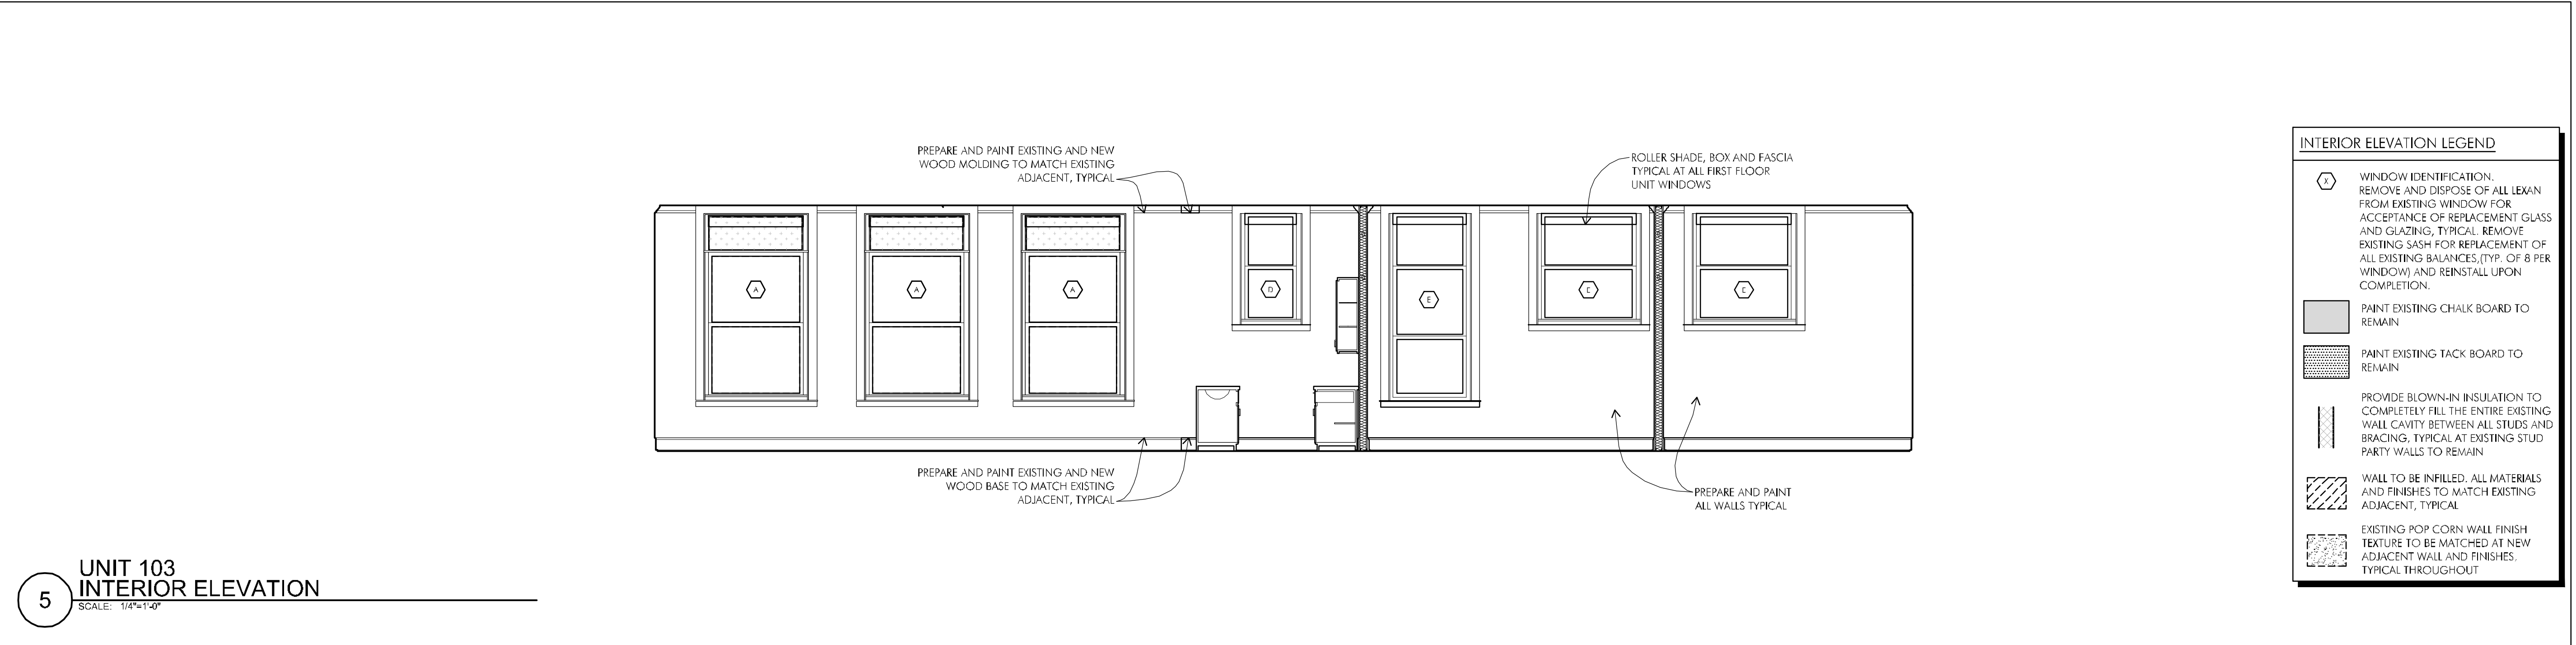 PREPARE AND PAINT EXISTING AND NEW
WOOD MOLDING TO MATCH EXISTING
ADJACENT, TYPICAL
ROLLER SHADE, BOX AND FASCIA
TYPICAL AT ALL FIRST FLOOR
UNIT WINDOWS
A
A
A
D
E
C
C
PREPARE AND PAINT EXISTING AND NEW
WOOD BASE TO MATCH EXISTING
ADJACENT, TYPICAL
PREPARE AND PAINT
ALL WALLS TYPICAL
5
UNIT 103
INTERIOR ELEVATION
SCALE: 1/4"=1'-0"
INTERIOR ELEVATION LEGEND
X
WINDOW IDENTIFICATION.
REMOVE AND DISPOSE OF ALL LEXAN
FROM EXISTING WINDOW FOR
ACCEPTANCE OF REPLACEMENT GLASS
AND GLAZING, TYPICAL. REMOVE
EXISTING SASH FOR REPLACEMENT OF
ALL EXISTING BALANCES,(TYP. OF 8 PER
WINDOW) AND REINSTALL UPON
COMPLETION.
PAINT EXISTING CHALK BOARD TO
REMAIN
PAINT EXISTING TACK BOARD TO
REMAIN
PROVIDE BLOWN-IN INSULATION TO
COMPLETELY FILL THE ENTIRE EXISTING
WALL CAVITY BETWEEN ALL STUDS AND
BRACING, TYPICAL AT EXISTING STUD
PARTY WALLS TO REMAIN
WALL TO BE INFILLED. ALL MATERIALS
AND FINISHES TO MATCH EXISTING
ADJACENT, TYPICAL
EXISTING POP CORN WALL FINISH
TEXTURE TO BE MATCHED AT NEW
ADJACENT WALL AND FINISHES,
TYPICAL THROUGHOUT